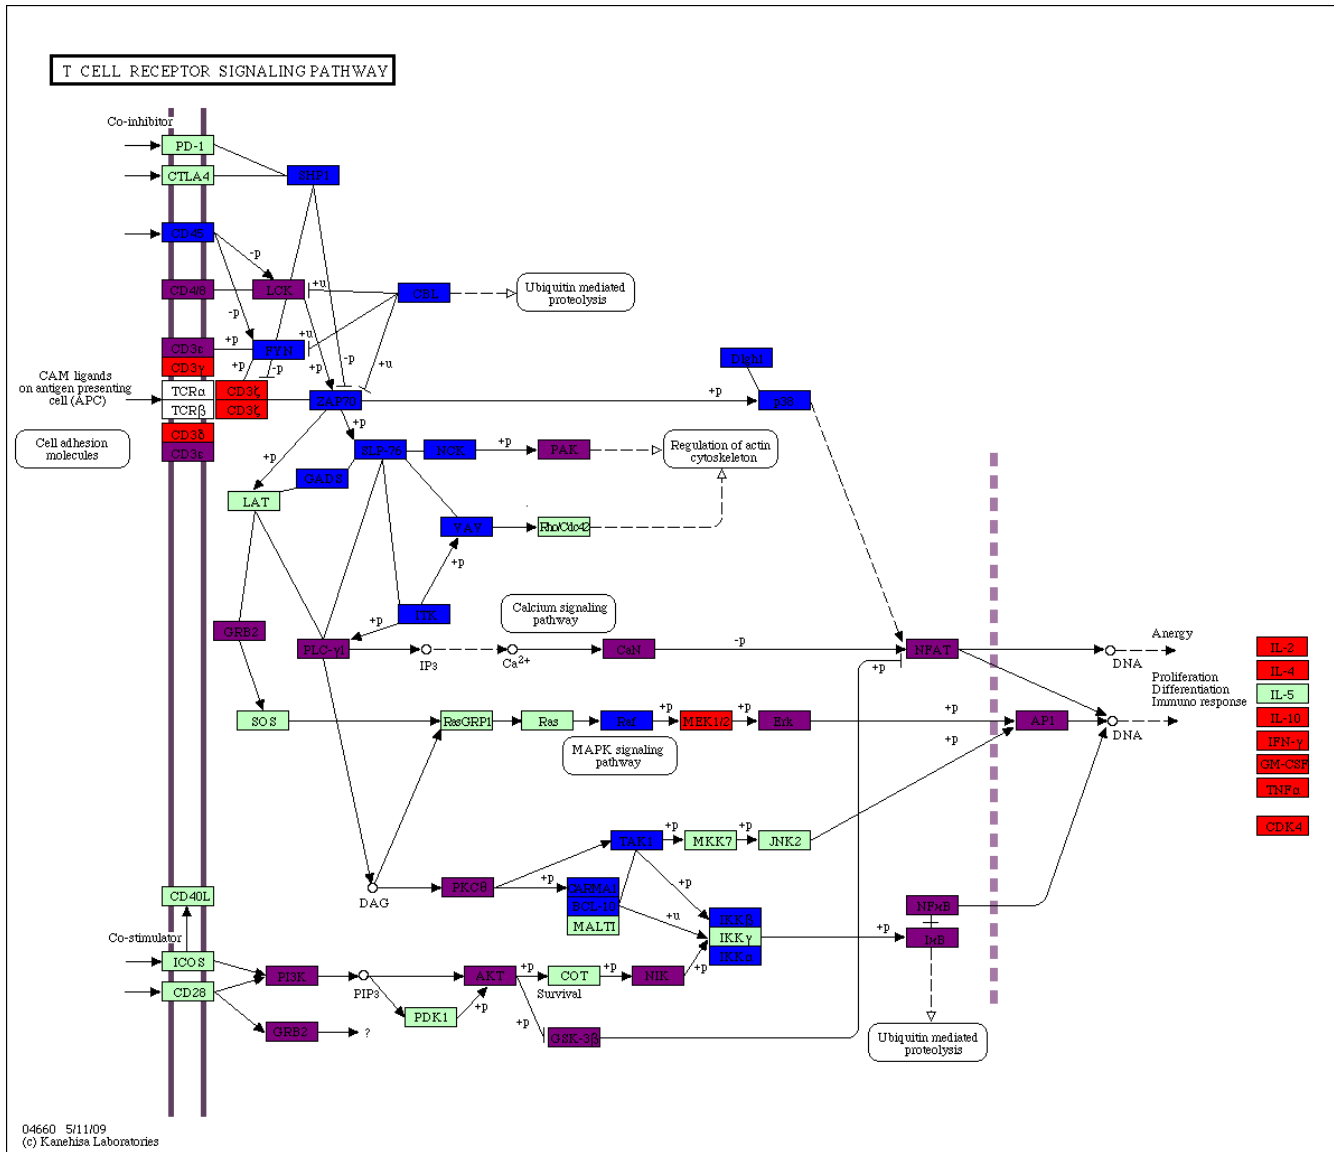 T CELL RECEPTOR SIGNALING PATHWAY
Co-inhibitor
PD-1
CTLA4
SHP1
CD45
-p
CD4/8
LCK
+u
CBL
Ubiquitin mediated
proteolysis
-p
+u
CD3ε
+p
FYN
+p
-p
+u
Dlgh1
CD3γ
+p
-p
CAM ligands
on antigen presenting
cell (APC)
TCRα
CD3ζ
TCRβ
CD3ζ
ZAP70
+p
p38
Cell adhesion
molecules
CD3δ
CD3ε
+p
+p
SLP-76
NCK
+p
PAK
Regulation of actin
cytoskeleton
GADS
LAT
VAV
Rho/Cdc42
+p
ITK
GRB2
+p
Calcium signaling
pathway
PLC-γ1
IP3
Ca2+
CaN
-p
NFAT
+p
DNA
Anergy
Proliferation
Differentiation
Immuno response
IL-2
IL-4
IL-5
IL-10
IFN-γ
GM-CSF
TNFα
CDK4
SOS
RasGRP1
Ras
Raf
+p
MEK1/2
+p
Erk
+p
AP1
DNA
MAPK signaling
pathway
+p
TAK1
+p
MKK7
+p
JNK2
DAG
PKCθ
+p
CARMA1
BCL-10
MALT1
+p
+u
IKKβ
IKKγ
IKKα
+p
NFκB
IκB
CD40L
Co-stimulator
ICOS
CD28
PI3K
PIP3
AKT
+p
COT
Survival
+p
NIK
+p
PDK1
+p
+p
GRB2
?
GSK-3β
Ubiquitin mediated
proteolysis
04660 5/11/09
(c) Kanehisa Laboratories